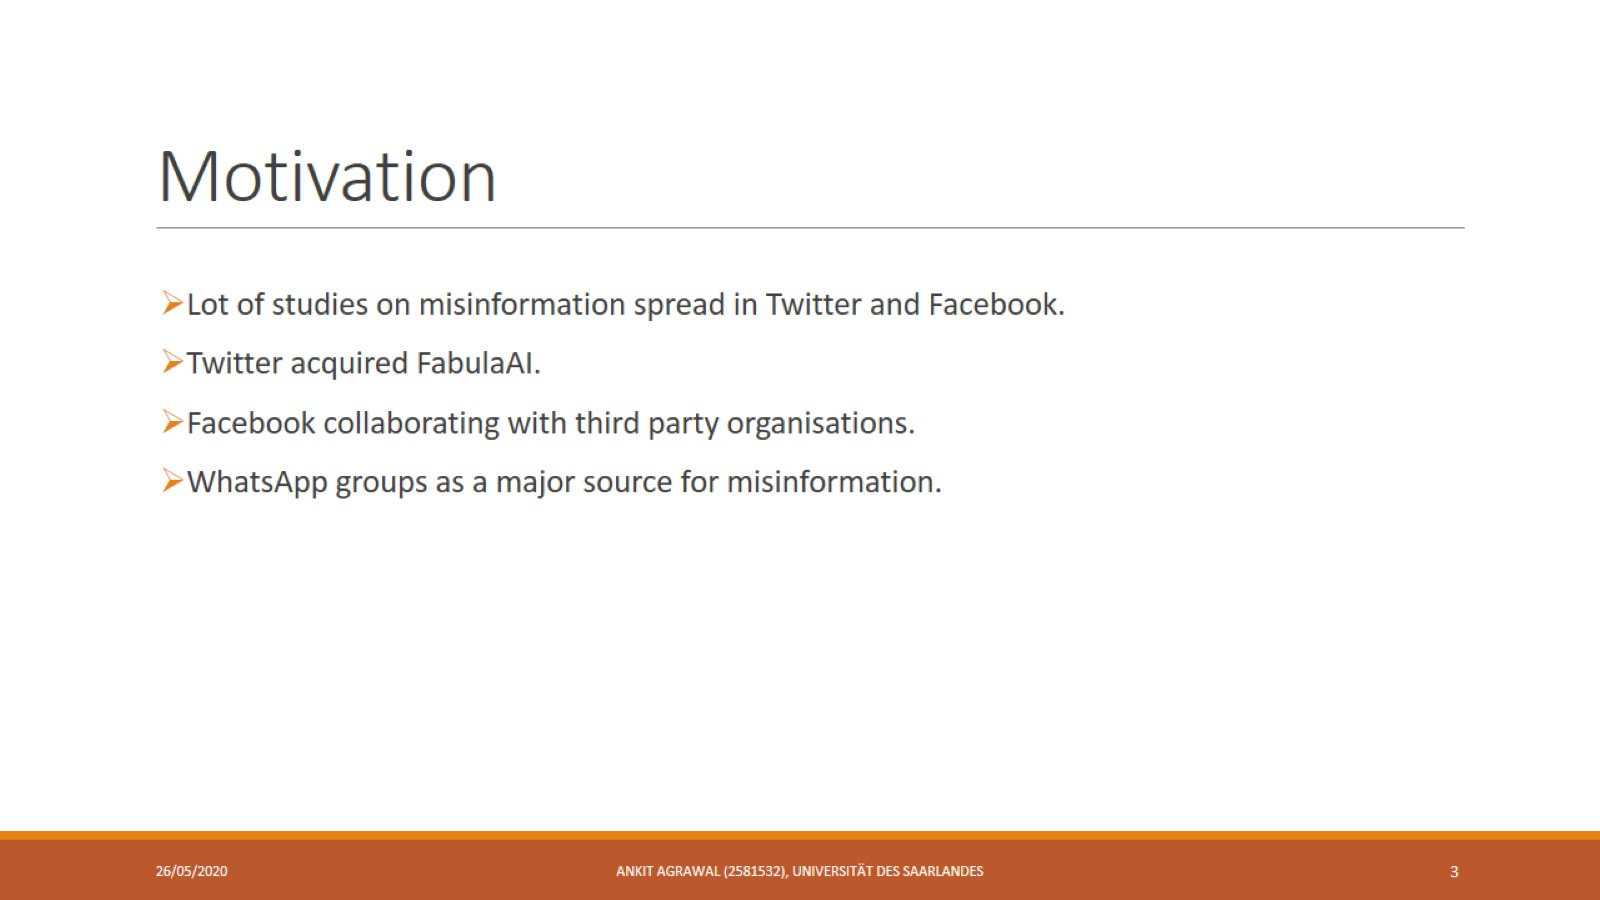 Motivation
Lot of studies on misinformation spread in Twitter and Facebook.
Twitter acquired FabulaAI.
Facebook collaborating with third party organisations.
WhatsApp groups as a major source for misinformation.
26/05/2020
ANKIT AGRAWAL (2581532), UNIVERSITÄT DES SAARLANDES
3